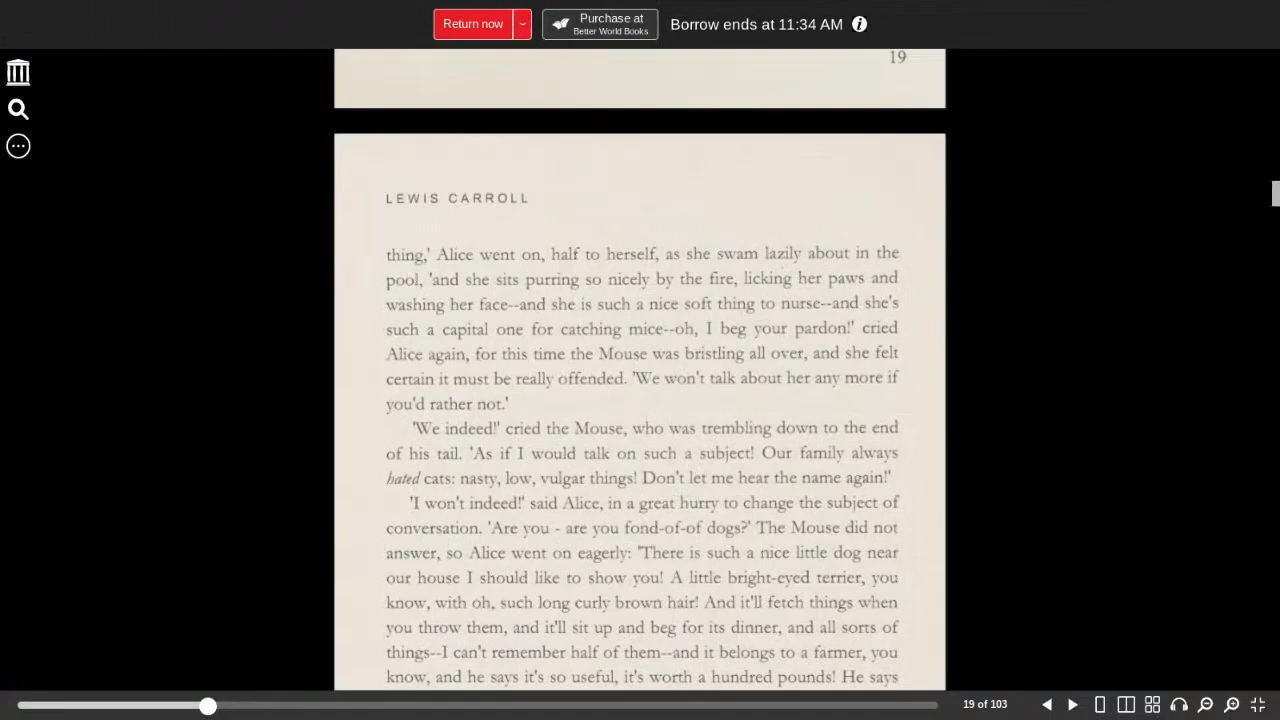 Return now
Purchase at
Better World Books
Borrow ends at 11:34 AM
19
LEWIS CARROLL
thing,' Alice went on, half to herself, as she swam lazily about in the
pool, 'and she sits purring so nicely by the fire, licking her paws and
washing her face--and she is such a nice soft thing to nurse--and she's
such a capital one for catching mice--oh, I beg your pardon!' cried
Alice again, for this time the Mouse was bristling all over, and she felt
certain it must be really offended. 'We won't talk about her any more if
you'd rather not.'
'We indeed!' cried the Mouse, who was trembling down to the end
of his tail. 'As if I would talk on such a subject! Our family always
hated cats: nasty, low, vulgar things! Don't let me hear the name again!'
'I won't indeed!' said Alice, in a great hurry to change the subject of
conversation. 'Are you - are you fond-of-of dogs?' The Mouse did not
answer, so Alice went on eagerly: 'There is such a nice little dog near
our house I should like to show you! A little bright-eyed terrier, you
know, with oh, such long curly brown hair! And it'll fetch things when
you throw them, and it'll sit up and beg for its dinner, and all sorts of
things--I can't remember half of them--and it belongs to a farmer, you
know, and he says it's so useful, it's worth a hundred pounds! He says
19 of 103